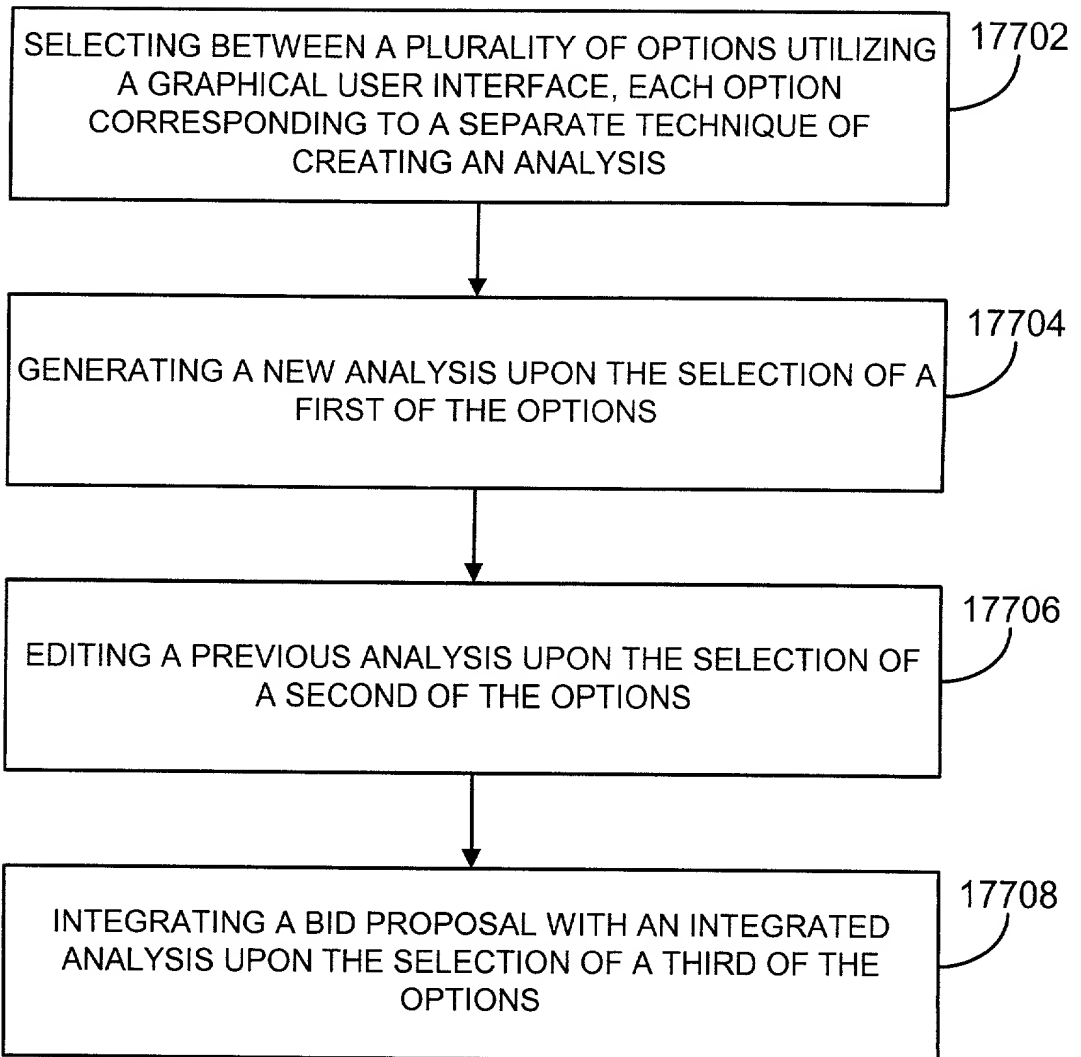 SELECTING BETWEEN A PLURALITY OF OPTIONS UTILIZING
A GRAPHICAL USER INTERFACE, EACH OPTION
CORRESPONDING TO A SEPARATE TECHNIQUE OF
CREATING AN ANALYSIS
17702
GENERATING A NEW ANALYSIS UPON THE SELECTION OF A
FIRST OF THE OPTIONS
17704
EDITING A PREVIOUS ANALYSIS UPON THE SELECTION OF
A SECOND OF THE OPTIONS
17706
INTEGRATING A BID PROPOSAL WITH AN INTEGRATED
ANALYSIS UPON THE SELECTION OF A THIRD OF THE
OPTIONS
17708